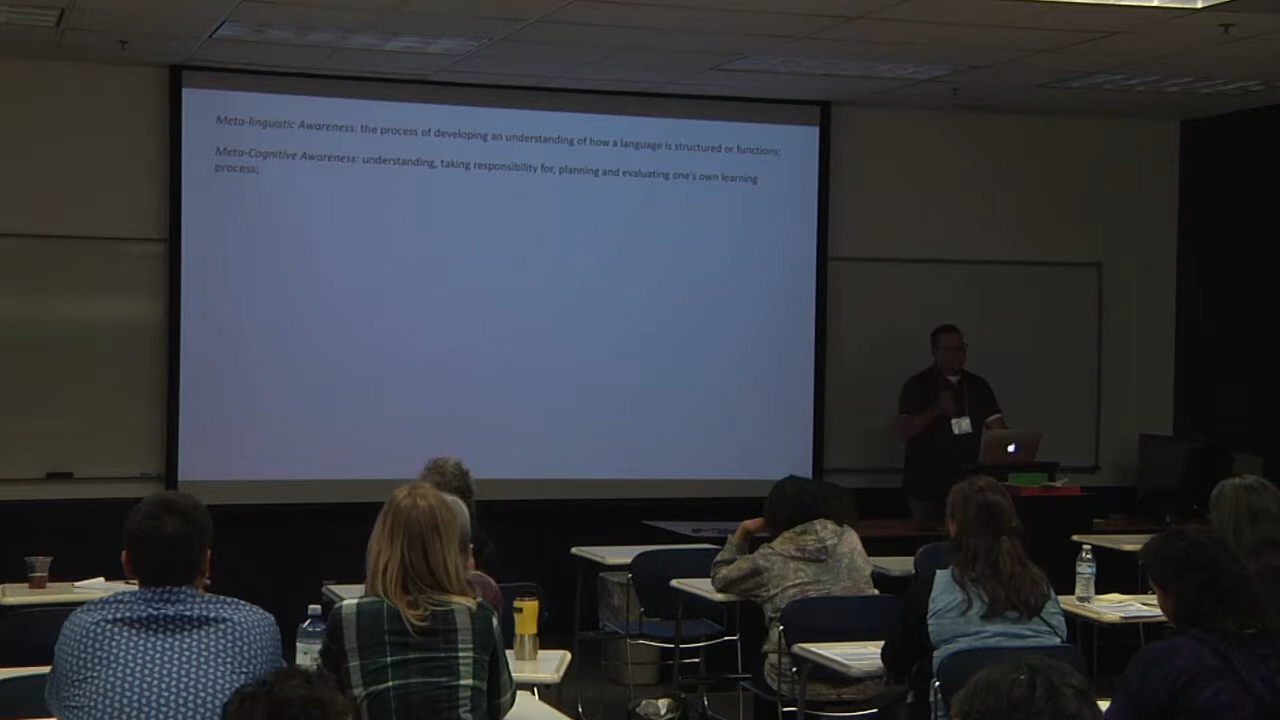 Meta-linguistic Awareness: the process of developing an understanding of how a language is structured or functions;
Meta-Cognitive Awareness: understanding, taking responsibility for, planning and evaluating one's own learning
process;